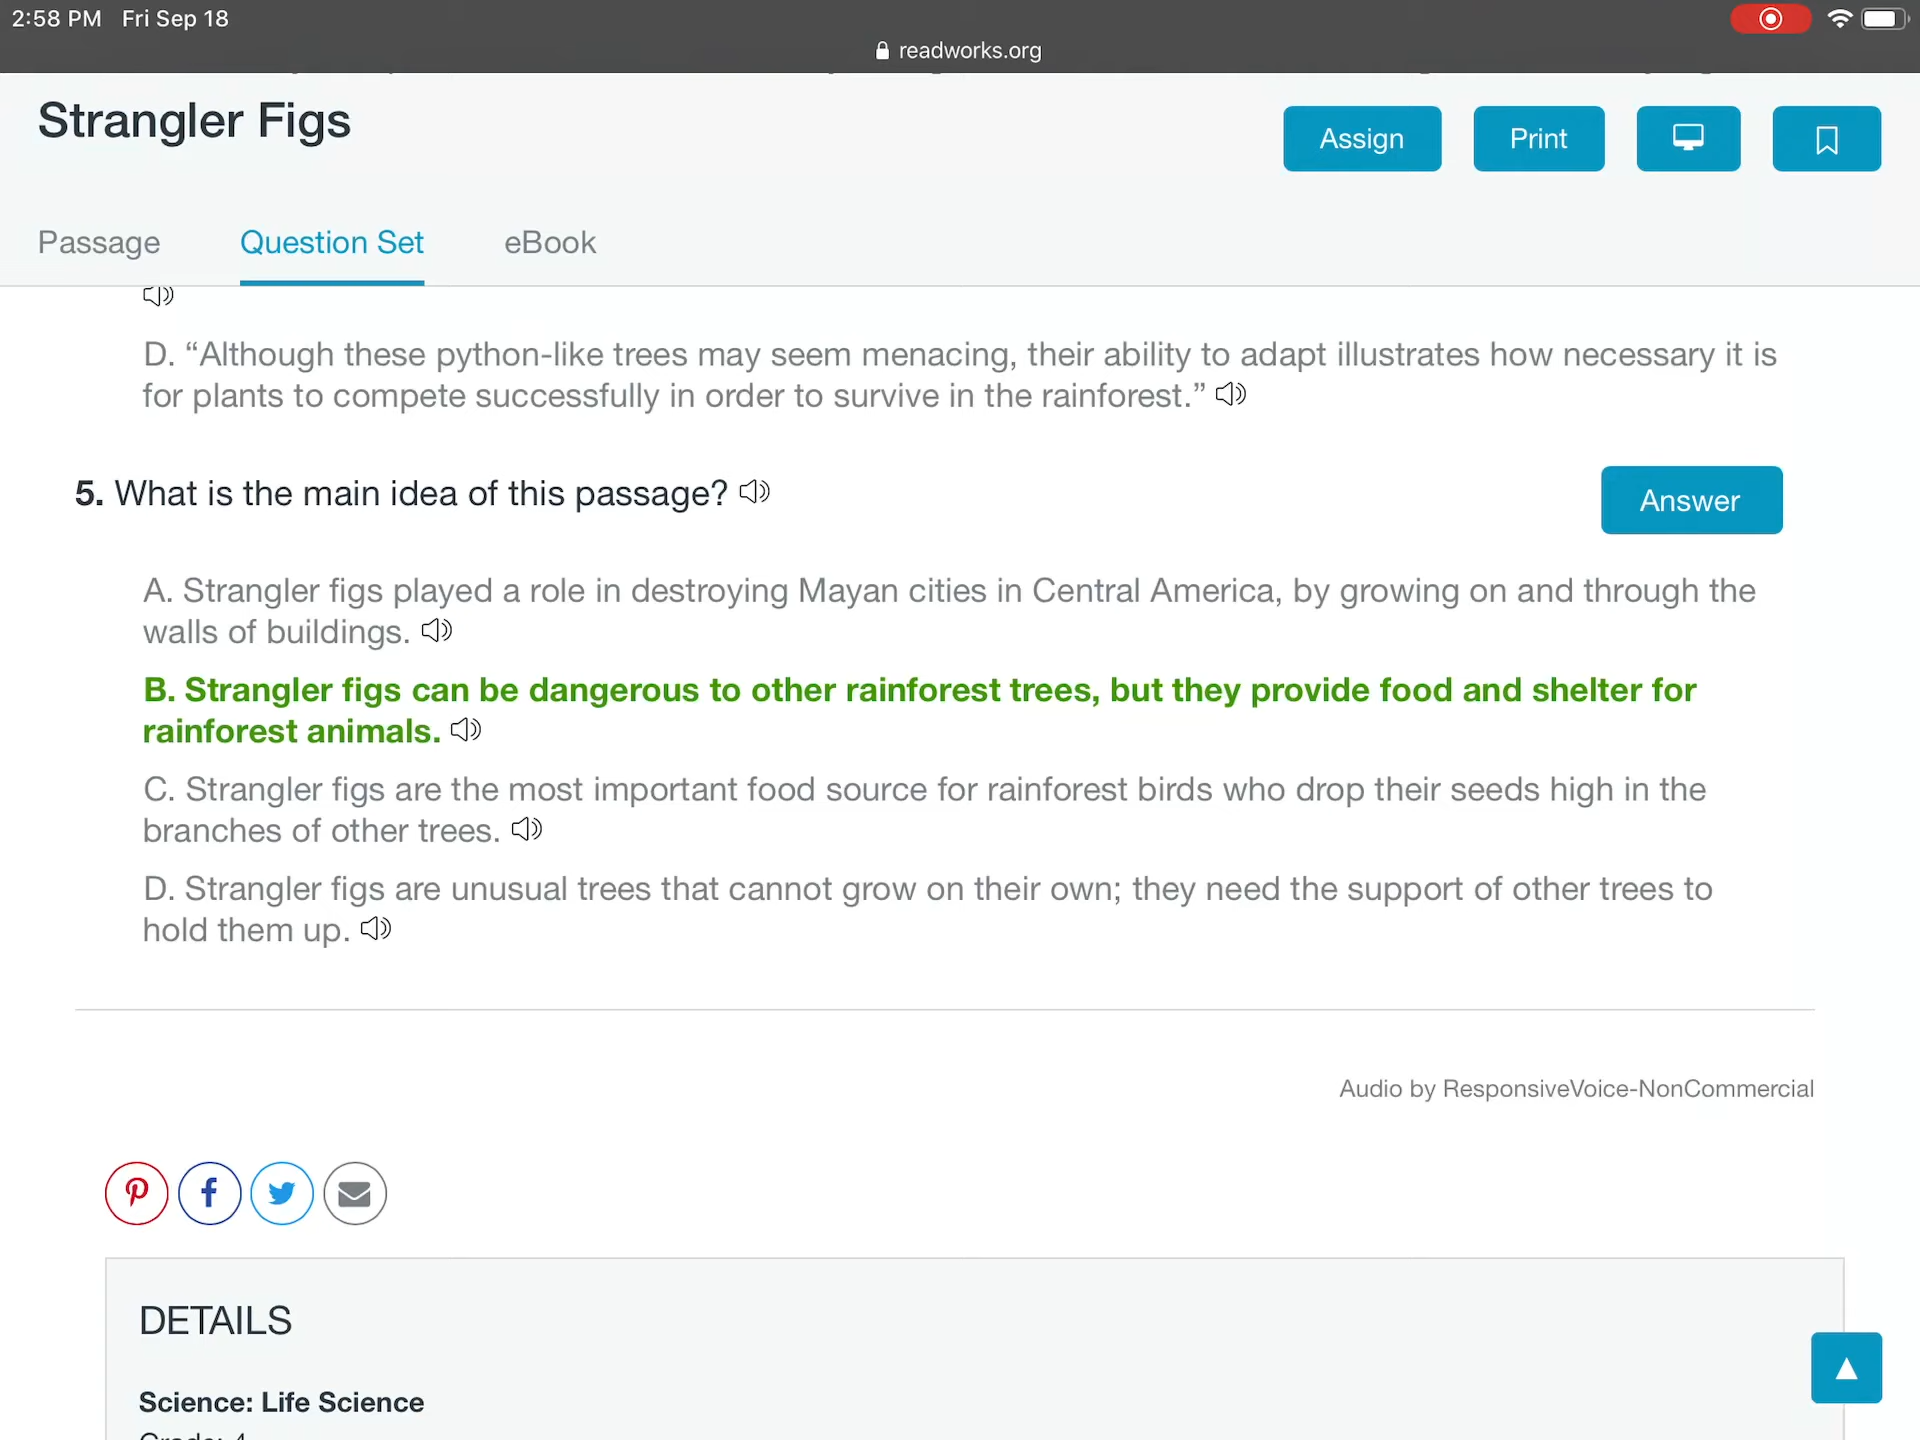 2:58 PM Fri Sep 18
readworks.org
Strangler Figs
Assign
Print
Passage
Question Set
eBook
D. “Although these python-like trees may seem menacing, their ability to adapt illustrates how necessary it is
for plants to compete successfully in order to survive in the rainforest.”
5. What is the main idea of this passage?
Answer
A. Strangler figs played a role in destroying Mayan cities in Central America, by growing on and through the
walls of buildings.
B. Strangler figs can be dangerous to other rainforest trees, but they provide food and shelter for
rainforest animals.
C. Strangler figs are the most important food source for rainforest birds who drop their seeds high in the
branches of other trees.
D. Strangler figs are unusual trees that cannot grow on their own; they need the support of other trees to
hold them up.
Audio by ResponsiveVoice-NonCommercial
DETAILS
Science: Life Science
Grade: 4